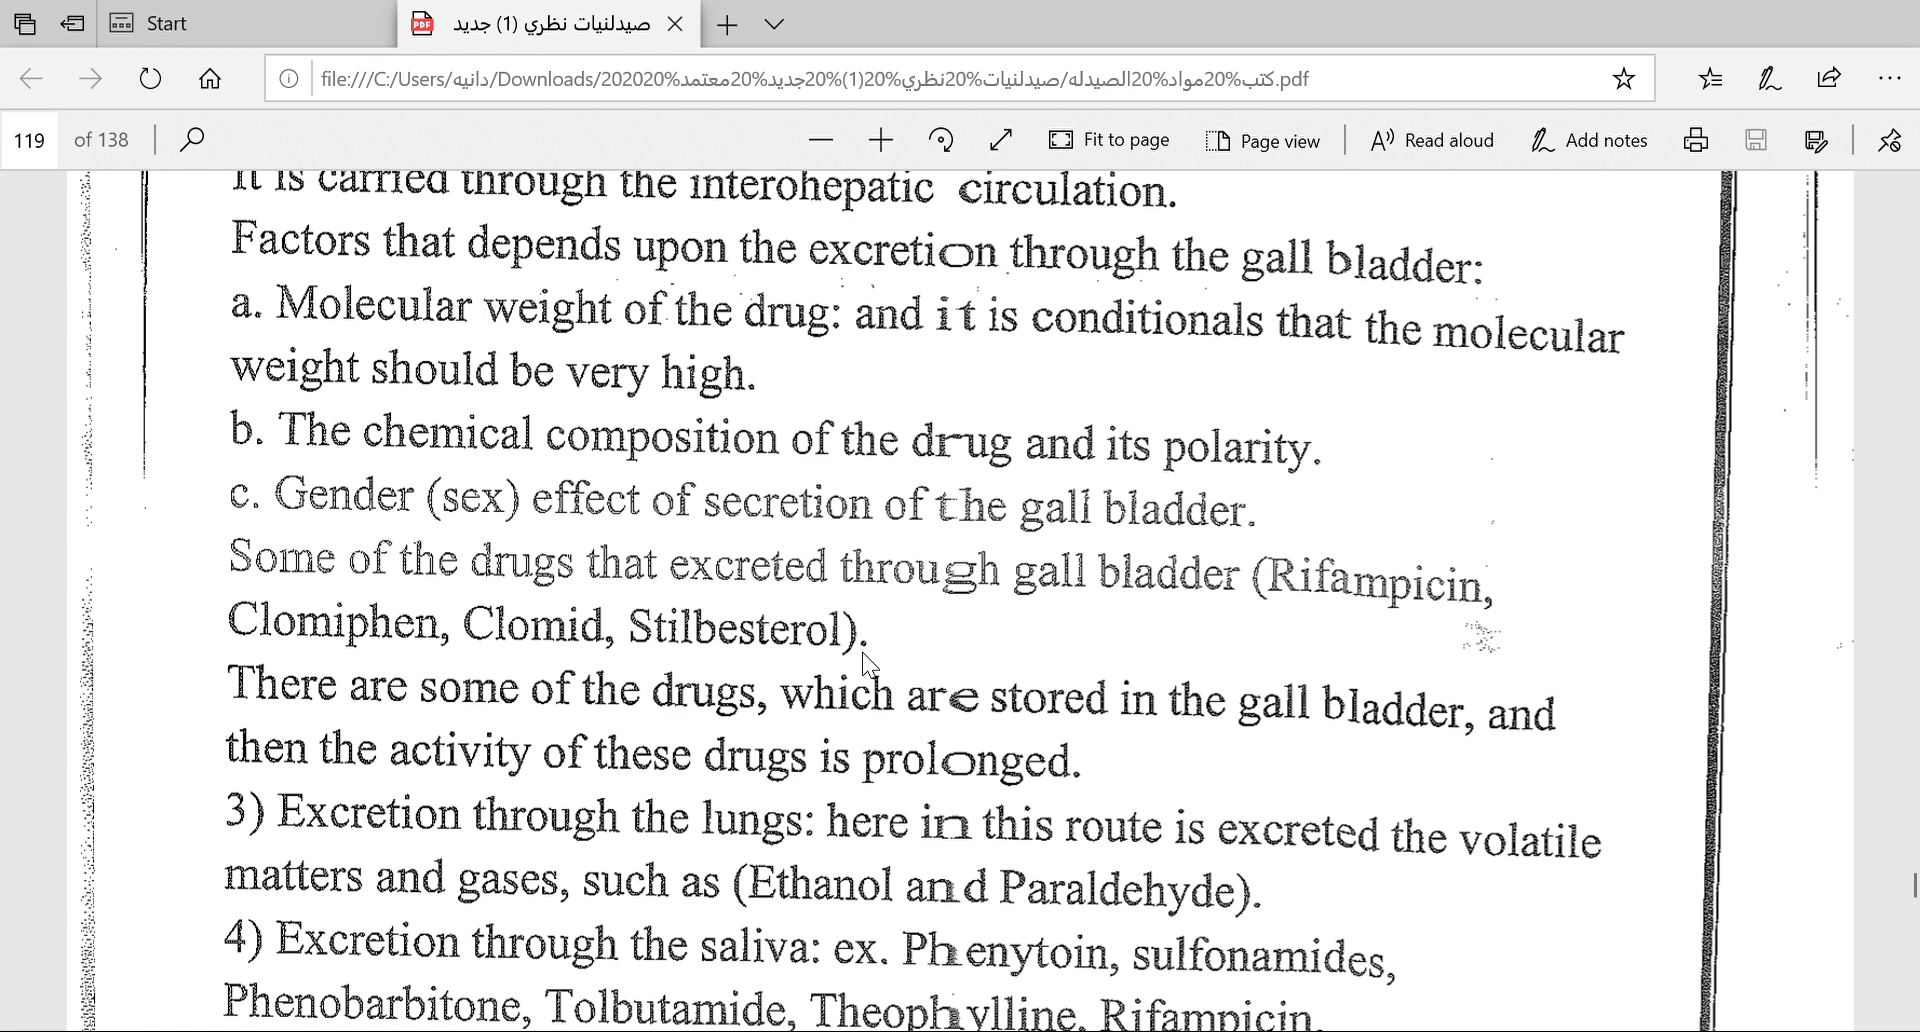 Start
صيدلنيات نظري (1) جديد
file:///C:/Users/دانيه/Downloads/202020%كتب%20مواد%20الصيدله/صيدلنيات%20نظري%20(1)%20جديد%20معتمد.pdf
119 of 138
Fit to page
Page view
Read aloud
Add notes
It is carried through the interohepatic circulation.
Factors that depends upon the excretion through the gall bladder:
a. Molecular weight of the drug: and it is conditionals that the molecular
weight should be very high.
b. The chemical composition of the drug and its polarity.
c. Gender (sex) effect of secretion of the gall bladder.
Some of the drugs that excreted through gall bladder (Rifampicin,
Clomiphen, Clomid, Stilbesterol).
There are some of the drugs, which are stored in the gall bladder, and
then the activity of these drugs is prolonged.
3) Excretion through the lungs: here in this route is excreted the volatile
matters and gases, such as (Ethanol and Paraldehyde).
4) Excretion through the saliva: ex. Phenytoin, sulfonamides,
Phenobarbitone, Tolbutamide, Theophylline, Rifampicin.